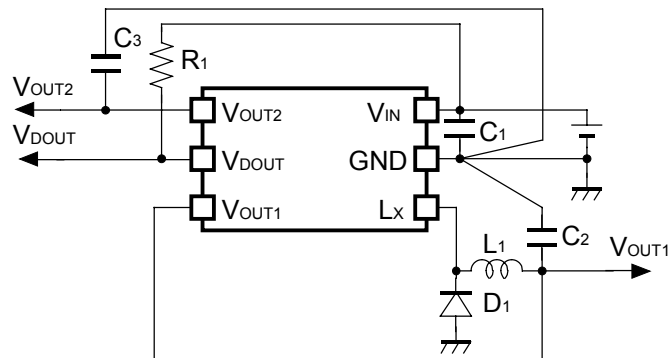 C3
R1
VOUT2
VOUT2
VIN
C1
VDOUT
VDOUT
GND
VOUT1
LX
C2
L1
VOUT1
D1